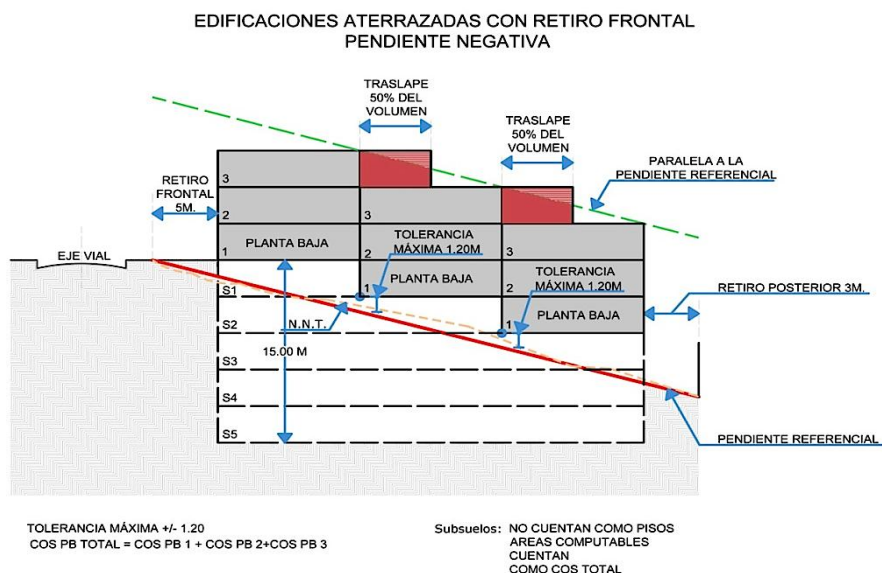 EDIFICACIONES ATERRAZADAS CON RETIRO FRONTAL
PENDIENTE NEGATIVA
TRASLAPE
50% DEL
VOLUMEN
TRASLAPE
50% DEL
VOLUMEN
PARALELA A LA
PENDIENTE REFERENCIAL
RETIRO
FRONTAL
5M.
3
2
3
1
PLANTA BAJA
2
TOLERANCIA
MÁXIMA 1.20M
3
EJE VIAL
1
PLANTA BAJA
2
TOLERANCIA
MÁXIMA 1.20M
RETIRO POSTERIOR 3M.
S1
1
PLANTA BAJA
S2
N.N.T.
15.00 M
S3
S4
S5
PENDIENTE REFERENCIAL
TOLERANCIA MÁXIMA +/- 1.20
COS PB TOTAL = COS PB 1 + COS PB 2+COS PB 3
Subsuelos: NO CUENTAN COMO PISOS
AREAS COMPUTABLES
CUENTAN
COMO COS TOTAL